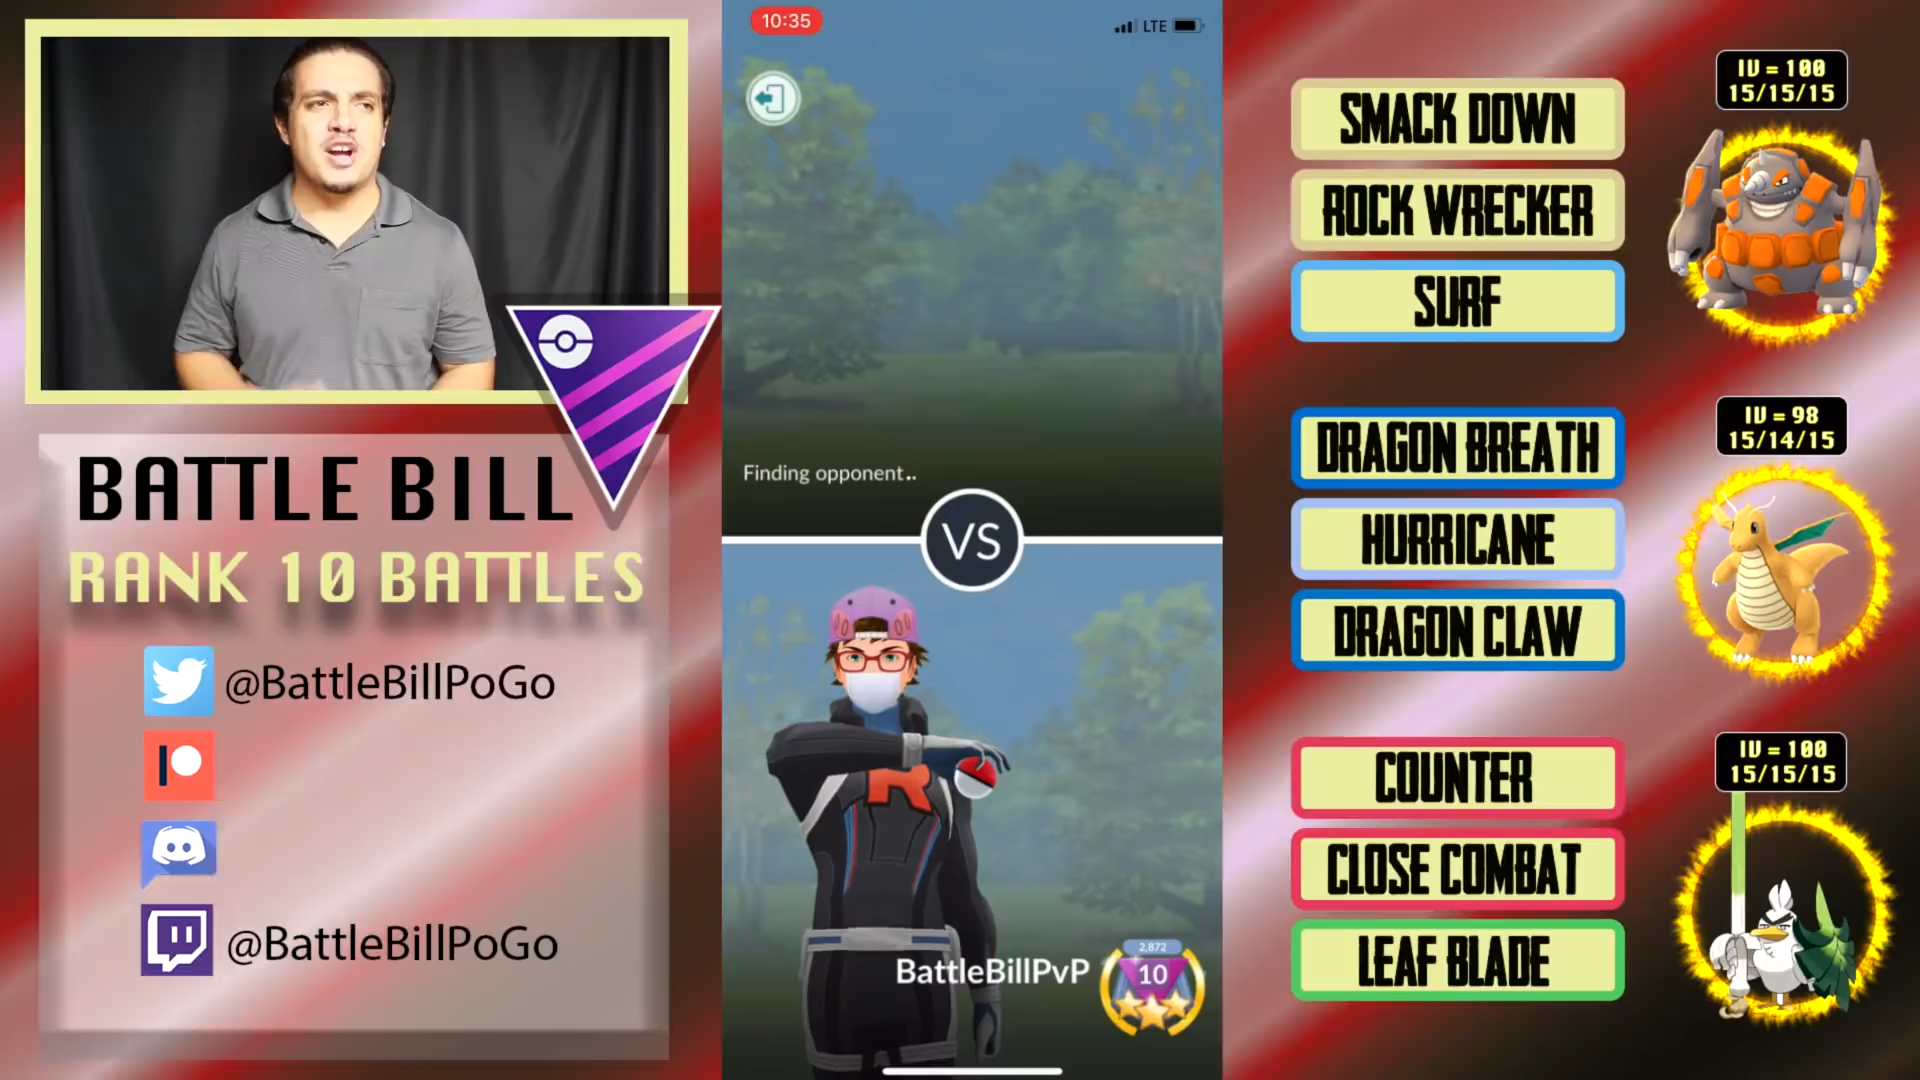 BATTLE BILL
RANK 10 BATTLES
@BattleBillPoGo
@BattleBillPoGo
10:35
LTE
Finding opponent..
VS
R
BattleBillPvP
2,872
10
SMACK DOWN
ROCK WRECKER
SURF
IV = 100
15/15/15
DRAGON BREATH
HURRICANE
DRAGON CLAW
IV = 98
15/14/15
COUNTER
CLOSE COMBAT
LEAF BLADE
IV = 100
15/15/15